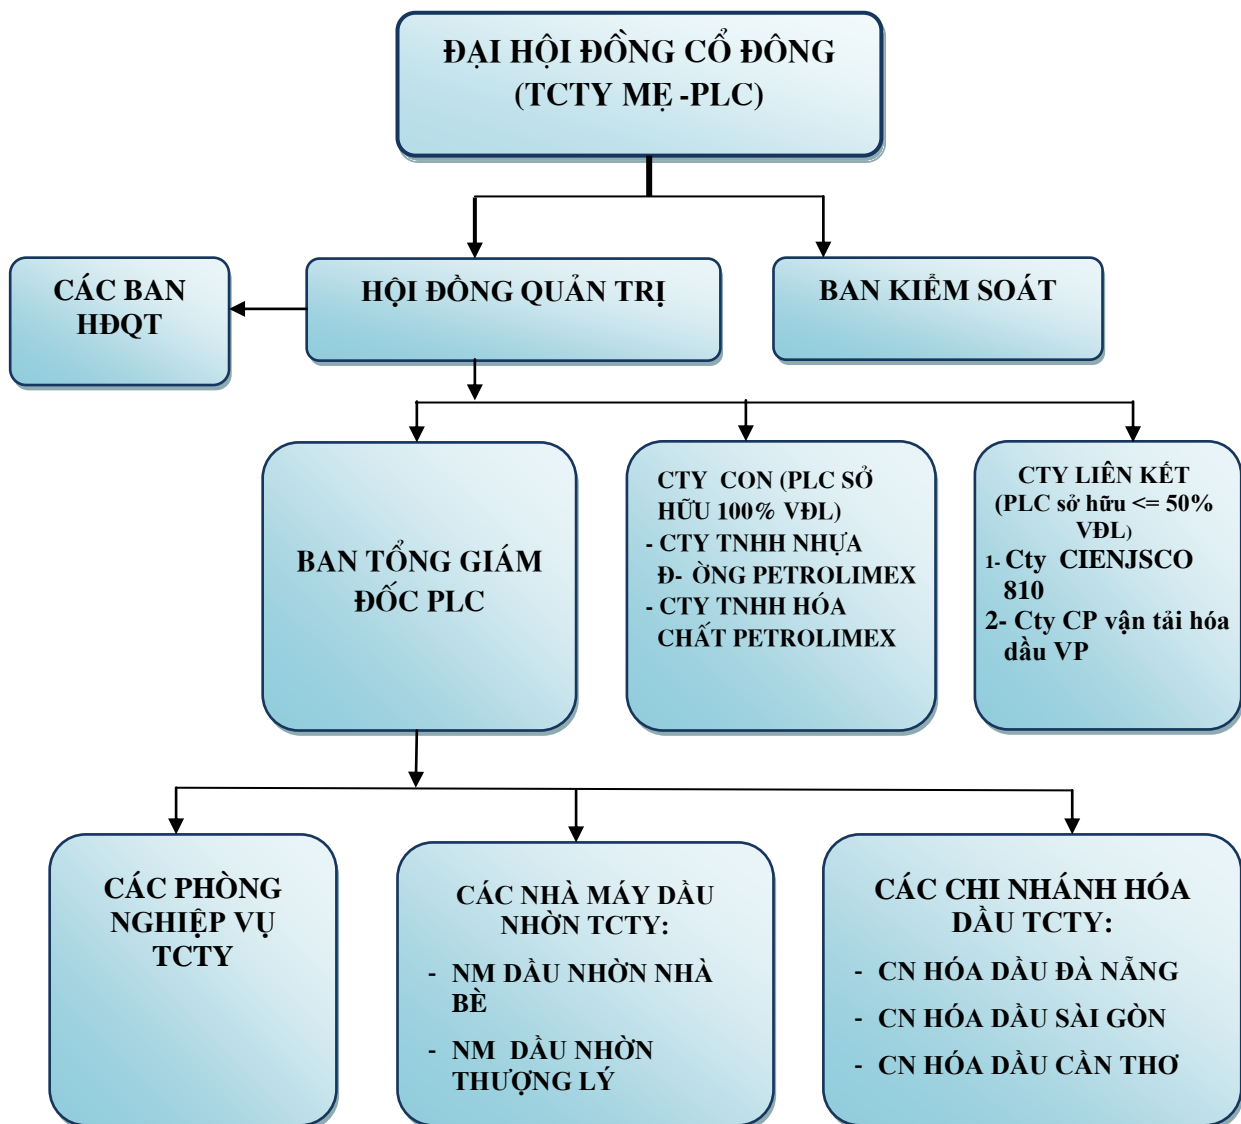 ĐẠI HỘI ĐỒNG CỔ ĐÔNG
(TCTY MẸ -PLC)
CÁC BAN
HĐQT
HỘI ĐỒNG QUẢN TRỊ
BAN KIỂM SOÁT
BAN TỔNG GIÁM
ĐỐC PLC
CTY CON (PLC SỞ
HỮU 100% VĐL)
- CTY TNHH NHỰA
Đ- ỜNG PETROLIMEX
- CTY TNHH HÓA
CHẤT PETROLIMEX
CTY LIÊN KẾT
(PLC sở hữu <= 50%
VĐL)
1- Cty CIENJSCO
810
2- Cty CP vận tải hóa
dầu VP
CÁC PHÒNG
NGHIỆP VỤ
TCTY
CÁC NHÀ MÁY DẦU
NHỜN TCTY:
- NM DẦU NHỜN NHÀ
BÈ
- NM DẦU NHỜN
THƯỢNG LÝ
CÁC CHI NHÁNH HÓA
DẦU TCTY:
- CN HÓA DẦU ĐÀ NẴNG
- CN HÓA DẦU SÀI GÒN
- CN HÓA DẦU CẦN THƠ